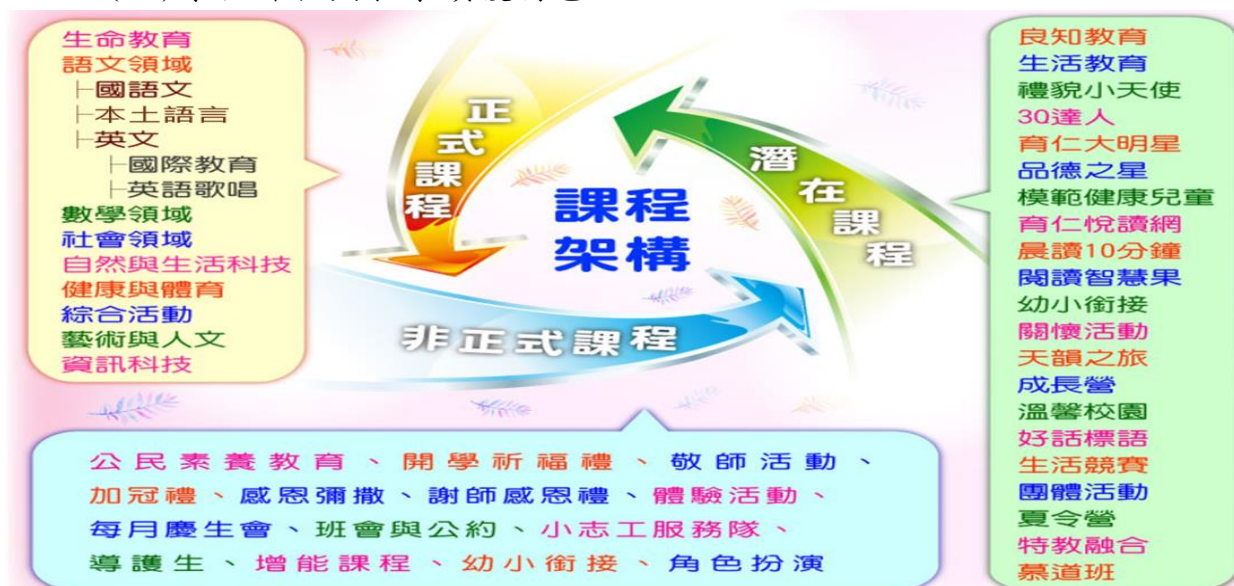 生命教育
語文領域
├國語文
├本土語言
├英文
├國際教育
├英語歌唱
數學領域
社會領域
自然與生活科技
健康與體育
綜合活動
藝術與人文
資訊科技
正式課程
課程
架構
潛在課程
非正式課程
良知教育
生活教育
禮貌小天使
3Q達人
育仁大明星
品德之星
模範健康兒童
育仁悅讀網
晨讀10分鐘
閱讀智慧果
幼小銜接
關懷活動
天韻之旅
成長營
溫馨校園
好話標語
生活競賽
團體活動
夏令營
特教融合
慕道班
公民素養教育、開學祈福禮、敬師活動、
加冠禮、感恩彌撒、謝師感恩禮、體驗活動、
每月慶生會、班會與公約、小志工服務隊、
導護生、增能課程、幼小銜接、角色扮演